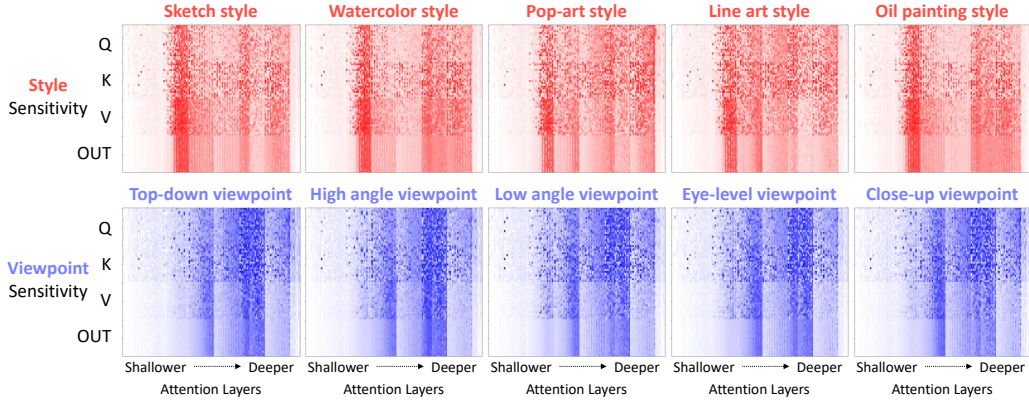 Sketch style Watercolor style Pop-art style Line art style Oil painting style
Q
K
V
OUT
Style
Sensitivity
Top-down viewpoint High angle viewpoint Low angle viewpoint Eye-level viewpoint Close-up viewpoint
Q
K
V
OUT
Viewpoint
Sensitivity
Shallower Deeper Shallower Deeper Shallower Deeper Shallower Deeper Shallower Deeper
Attention Layers Attention Layers Attention Layers Attention Layers Attention Layers